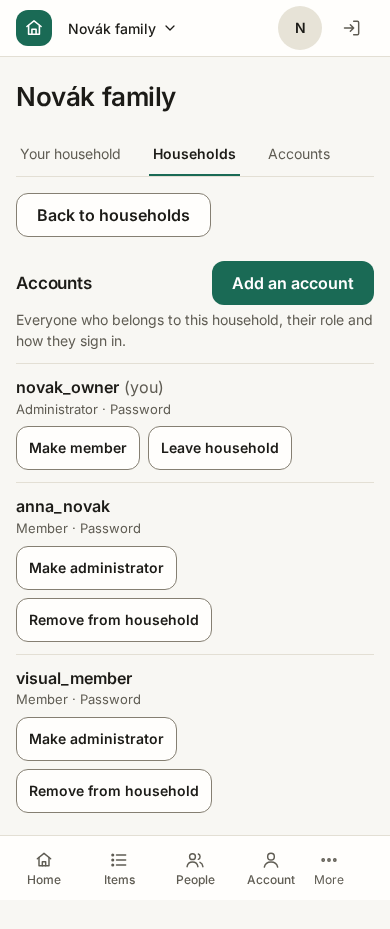 Novák family
N
Novák family
Your household
Households
Accounts
Back to households
Accounts
Add an account
Everyone who belongs to this household, their role and
how they sign in.
novak_owner (you)
Administrator · Password
Make member
Leave household
anna_novak
Member · Password
Make administrator
Remove from household
visual_member
Member · Password
Make administrator
Remove from household
Home
Items
People
Account
More